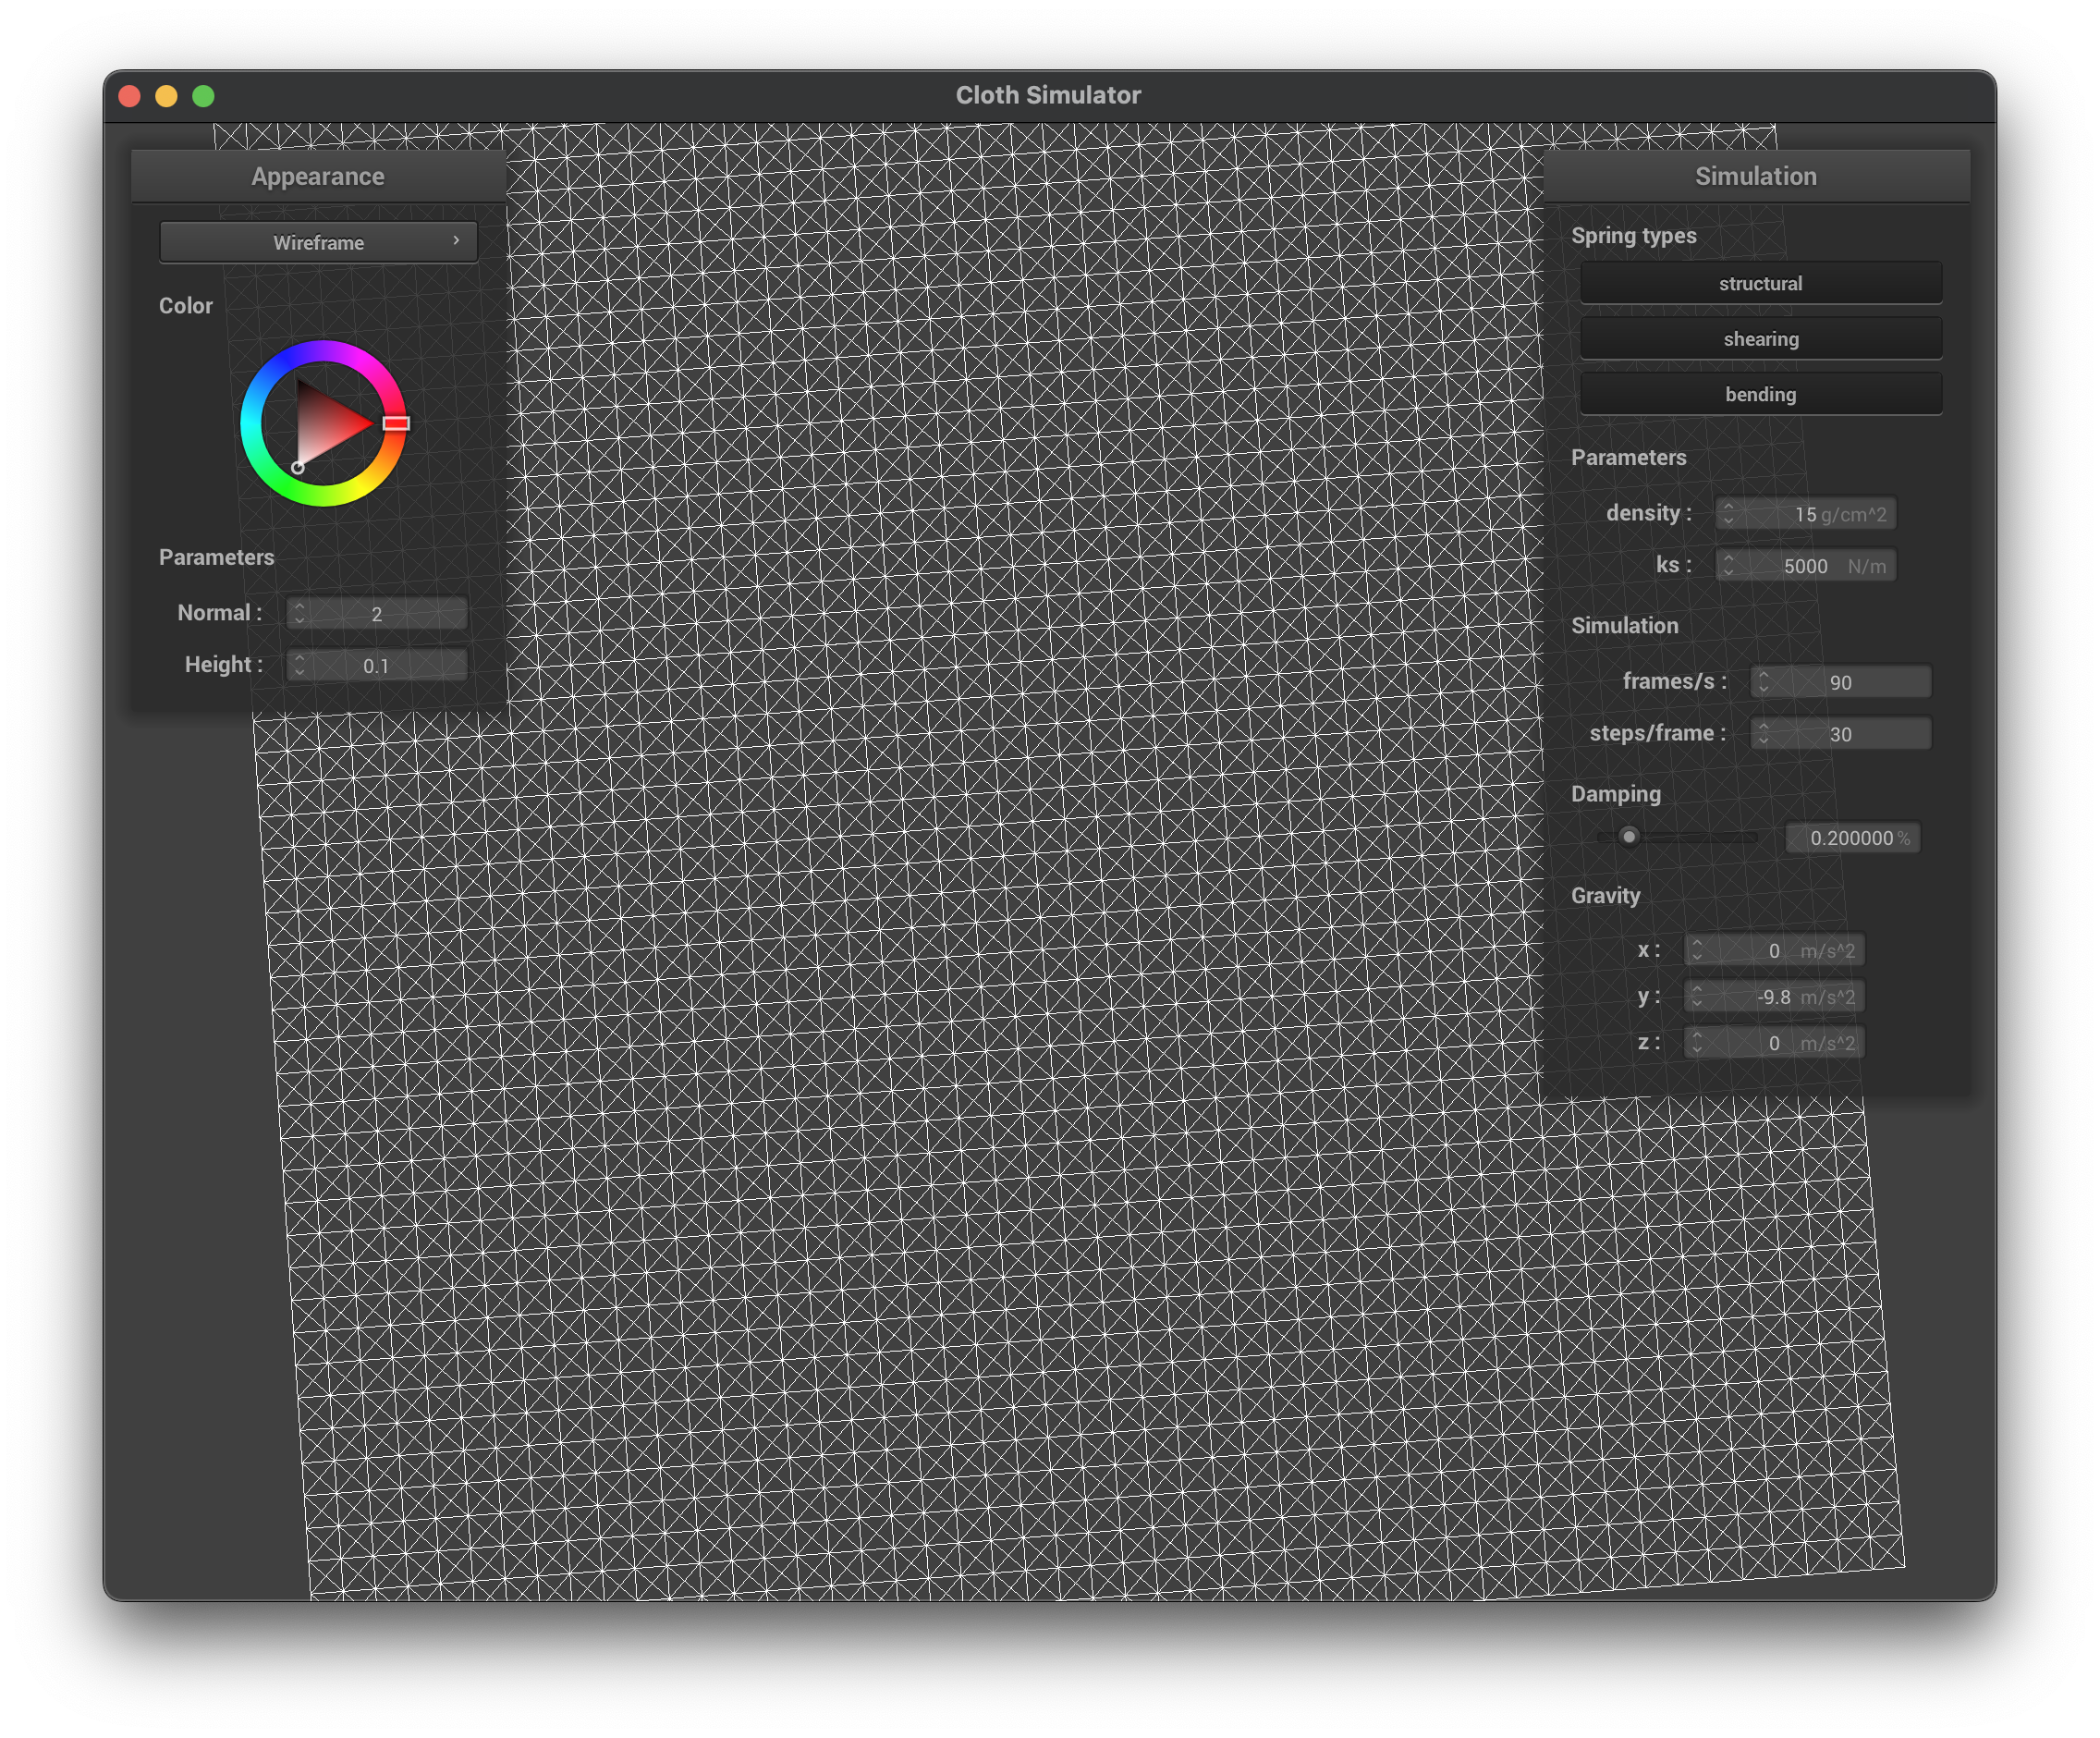 Cloth Simulator
Appearance
Wireframe
Color
Parameters
Normal : 2
Height : 0.1
Simulation
Spring types
structural
shearing
bending
Parameters
density : 15 g/cm^2
ks : 5000 N/m
Simulation
frames/s : 90
steps/frame : 30
Damping
0.200000 %
Gravity
x : 0 m/s^2
y : -9.8 m/s^2
z : 0 m/s^2